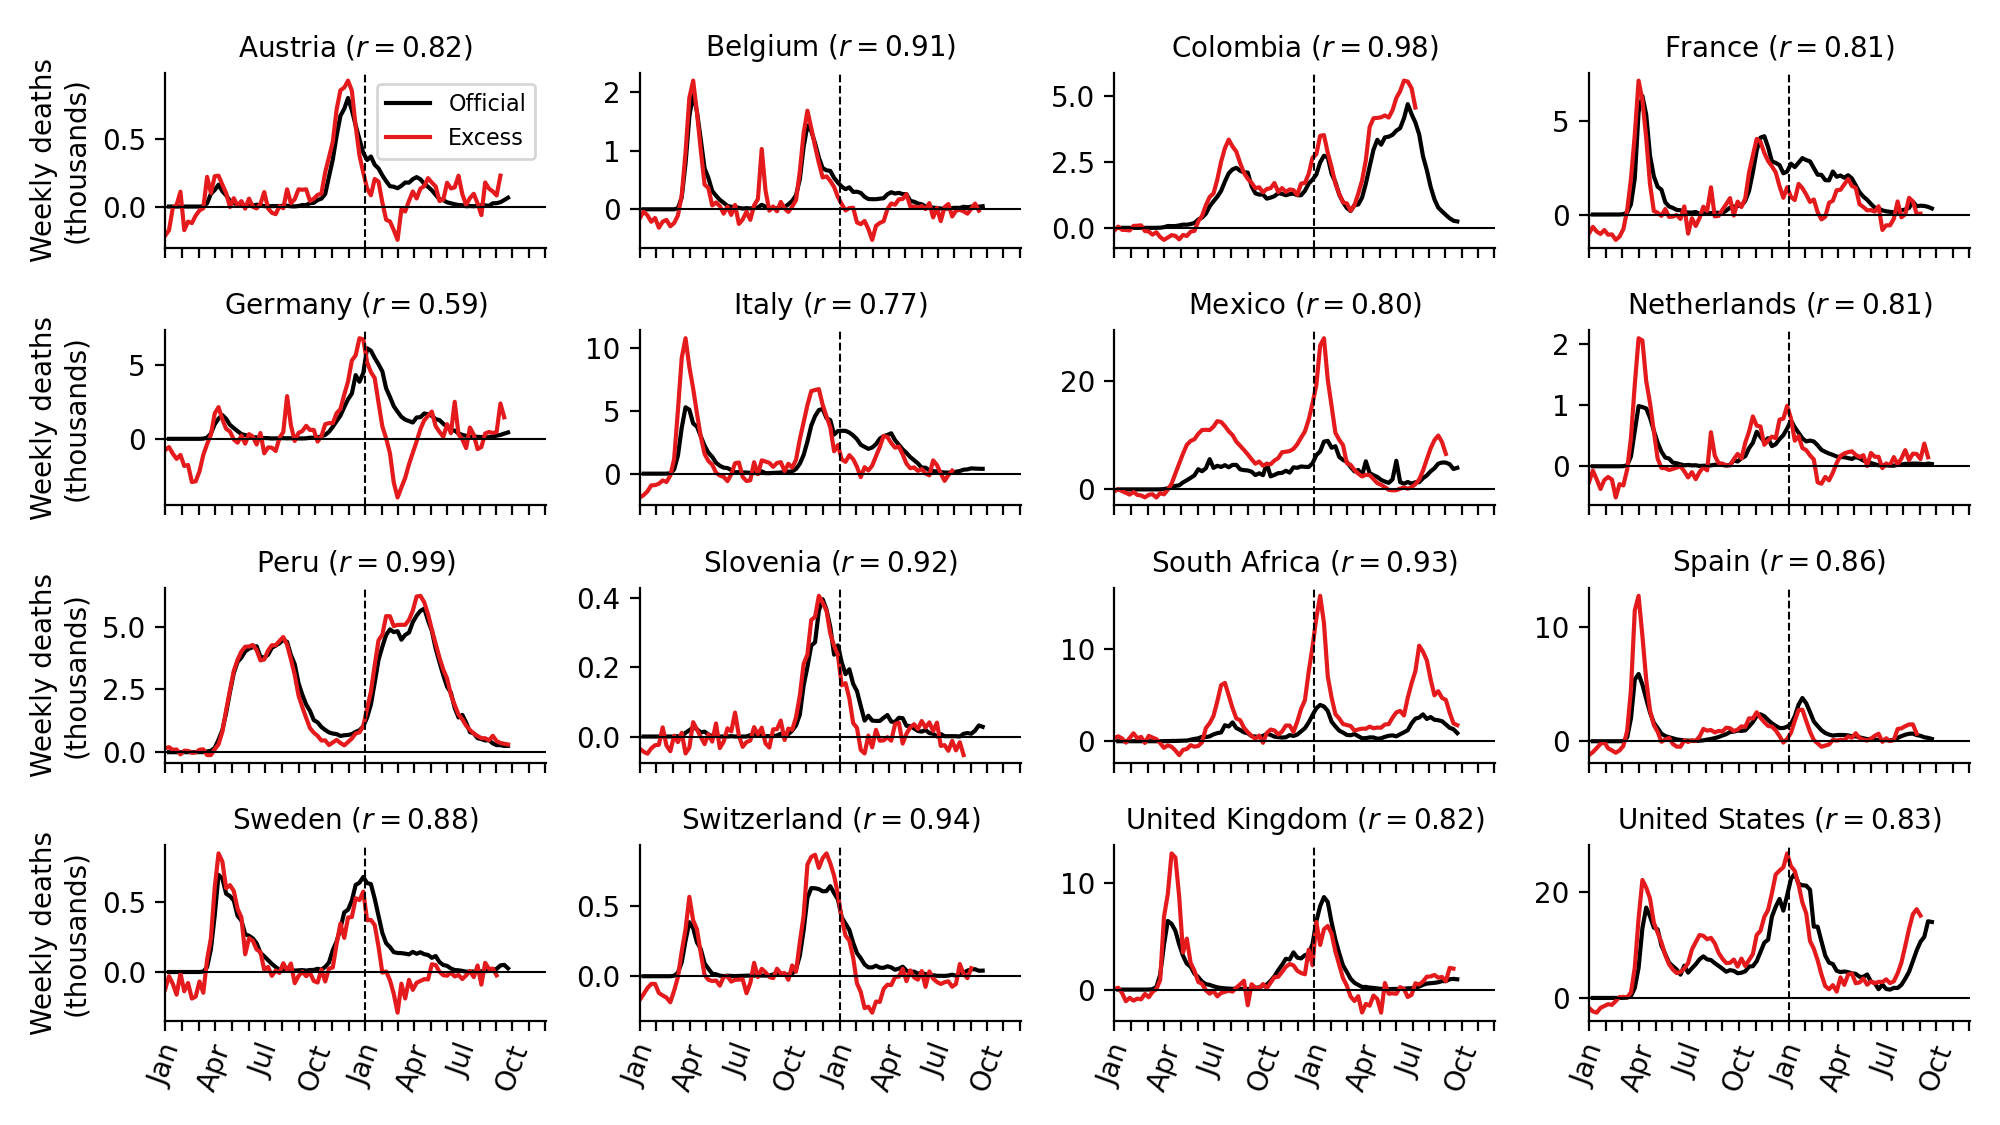 Austria (r = 0.82)
Belgium (r = 0.91)
Colombia (r = 0.98)
France (r = 0.81)
Weekly deaths
(thousands)
0.5
0.0
Official
Excess
2
1
0
5.0
2.5
0.0
5
0
Germany (r = 0.59)
Italy (r = 0.77)
Mexico (r = 0.80)
Netherlands (r = 0.81)
Weekly deaths
(thousands)
5
0
10
5
0
20
0
2
1
0
Peru (r = 0.99)
Slovenia (r = 0.92)
South Africa (r = 0.93)
Spain (r = 0.86)
Weekly deaths
(thousands)
5.0
2.5
0.0
0.4
0.2
0.0
10
0
10
0
Sweden (r = 0.88)
Switzerland (r = 0.94)
United Kingdom (r = 0.82)
United States (r = 0.83)
Weekly deaths
(thousands)
0.5
0.0
0.5
0.0
10
0
20
0
Jan Apr Jul Oct Jan Apr Jul Oct
Jan Apr Jul Oct Jan Apr Jul Oct
Jan Apr Jul Oct Jan Apr Jul Oct
Jan Apr Jul Oct Jan Apr Jul Oct